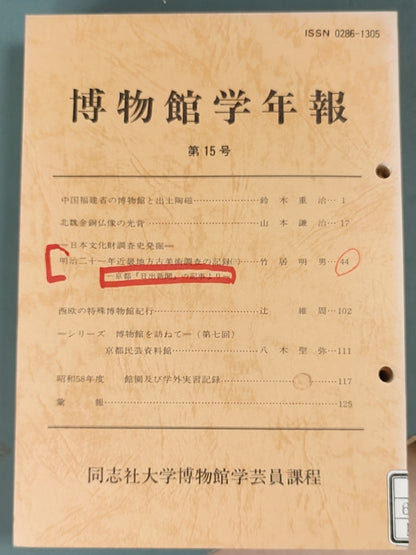 ISSN 0286-1305
博物館学年報
第15号
中国福建省の博物館と出土陶磁……………………鈴木重治…1
北魏金銅仏像の光背……………………山本謙治…17
―日本文化財調査史発掘―
明治二十一年近畿地方古美術調査の記録㈠……竹居明男…44
―京都『日出新聞』の記事より―
西欧の特殊博物館紀行……………………辻維周…102
―シリーズ 博物館を訪ねて―(第七回)
京都民芸資料館……………………八木聖弥…111
昭和58年度 館園及び学外実習記録……………………117
彙報……………………125
同志社大学博物館学芸員課程
6